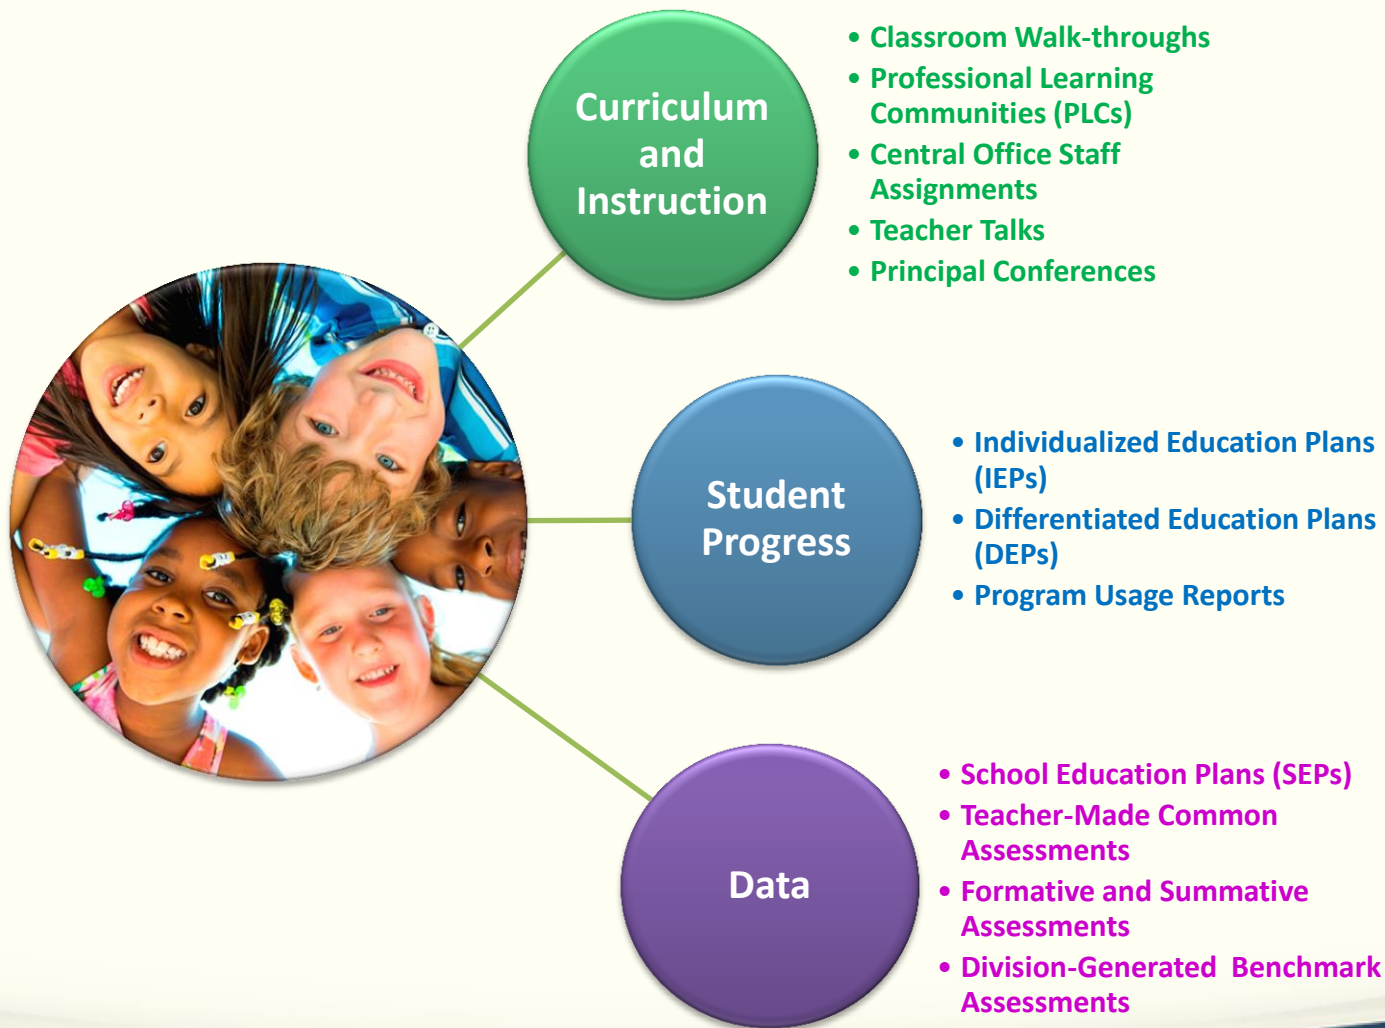 Curriculum
and
Instruction
• Classroom Walk-throughs
• Professional Learning
Communities (PLCs)
• Central Office Staff
Assignments
• Teacher Talks
• Principal Conferences
Student
Progress
• Individualized Education Plans
(IEPs)
• Differentiated Education Plans
(DEPs)
• Program Usage Reports
Data
• School Education Plans (SEPs)
• Teacher-Made Common
Assessments
• Formative and Summative
Assessments
• Division-Generated  Benchmark
Assessments